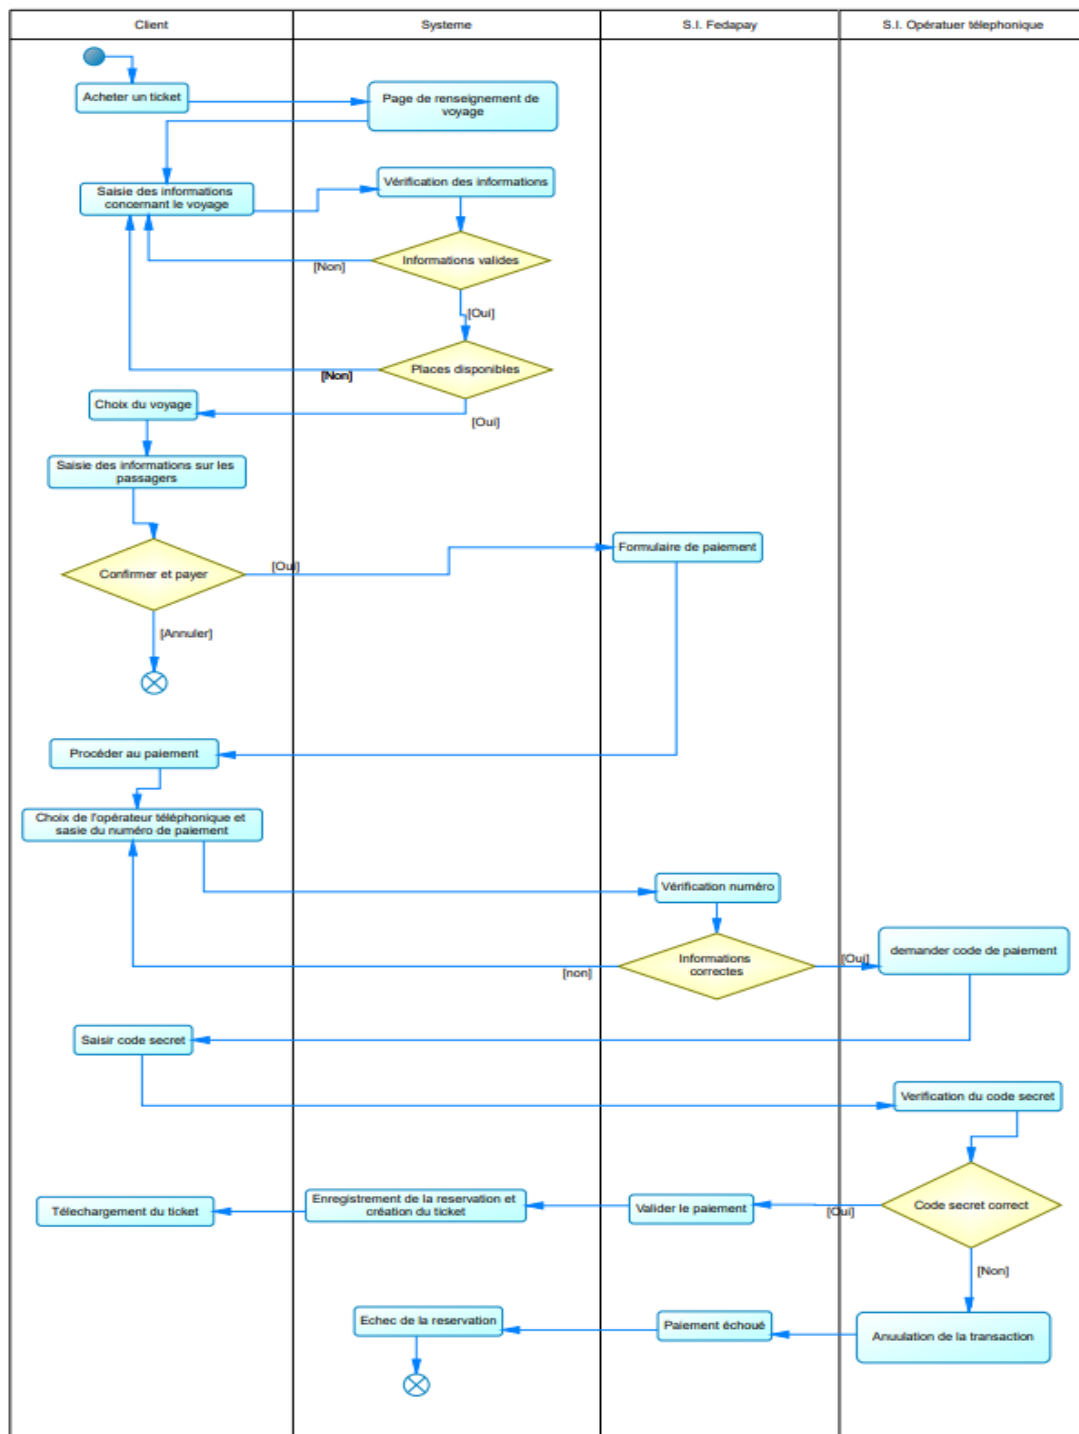 Client
Systeme
S.I. Fedapay
S.I. Opératuer télephonique
Acheter un ticket
Page de renseignement de
voyage
Saisie des informations
concernant le voyage
Vérification des informations
Informations valides
[Non]
[Oui]
Places disponibles
[Non]
[Oui]
Choix du voyage
Saisie des informations sur les
passagers
Confirmer et payer
[Oui]
Formulaire de paiement
[Annuler]
Procéder au paiement
Choix de l'opérateur téléphonique et
sasie du numéro de paiement
Vérification numéro
Informations
correctes
[non]
[Oui]
demander code de paiement
Saisir code secret
Verification du code secret
Code secret correct
[Oui]
[Non]
Valider le paiement
Enregistrement de la reservation et
création du ticket
Télechargement du ticket
Anuulation de la transaction
Paiement échoué
Echec de la reservation